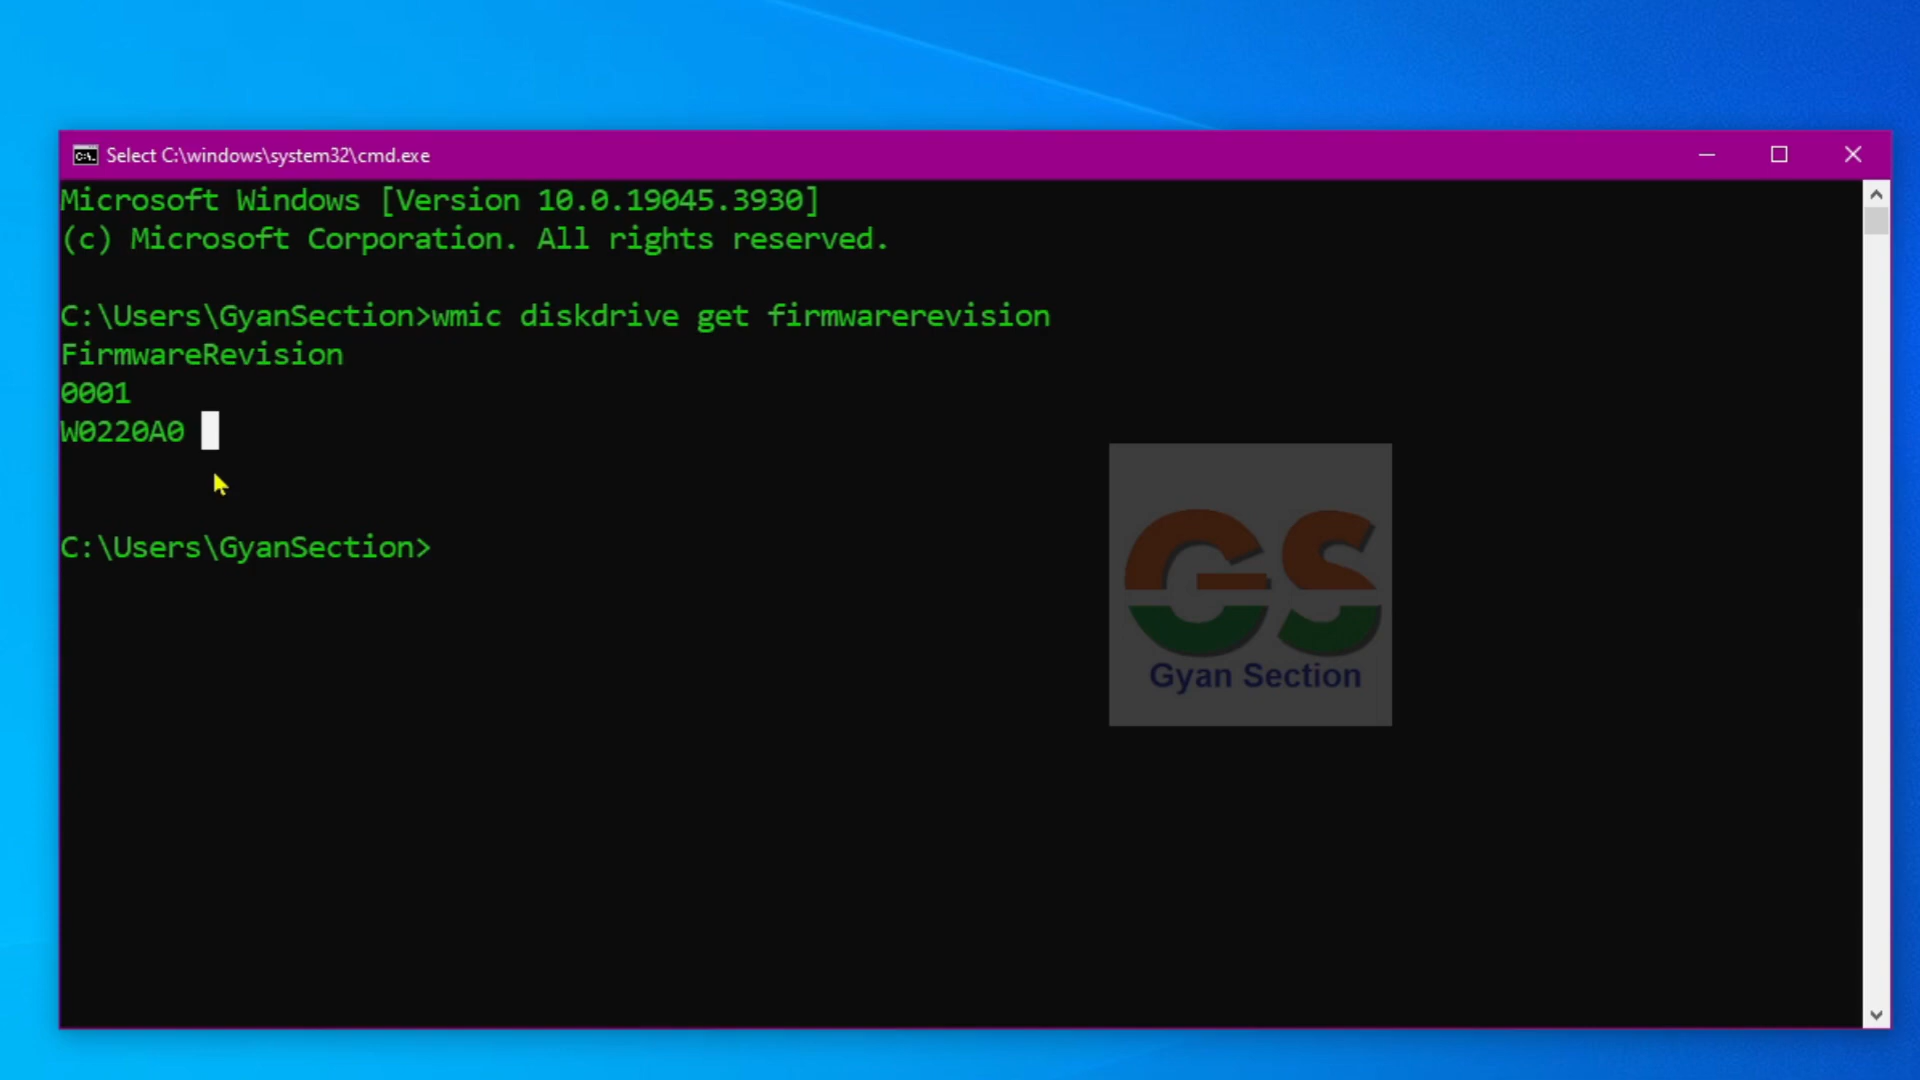 Select C:\windows\system32\cmd.exe
Microsoft Windows [Version 10.0.19045.3930]
(c) Microsoft Corporation. All rights reserved.
C:\Users\GyanSection>wmic diskdrive get firmwarerevision
FirmwareRevision
0001
W0220A0
C:\Users\GyanSection>
GS
Gyan Section